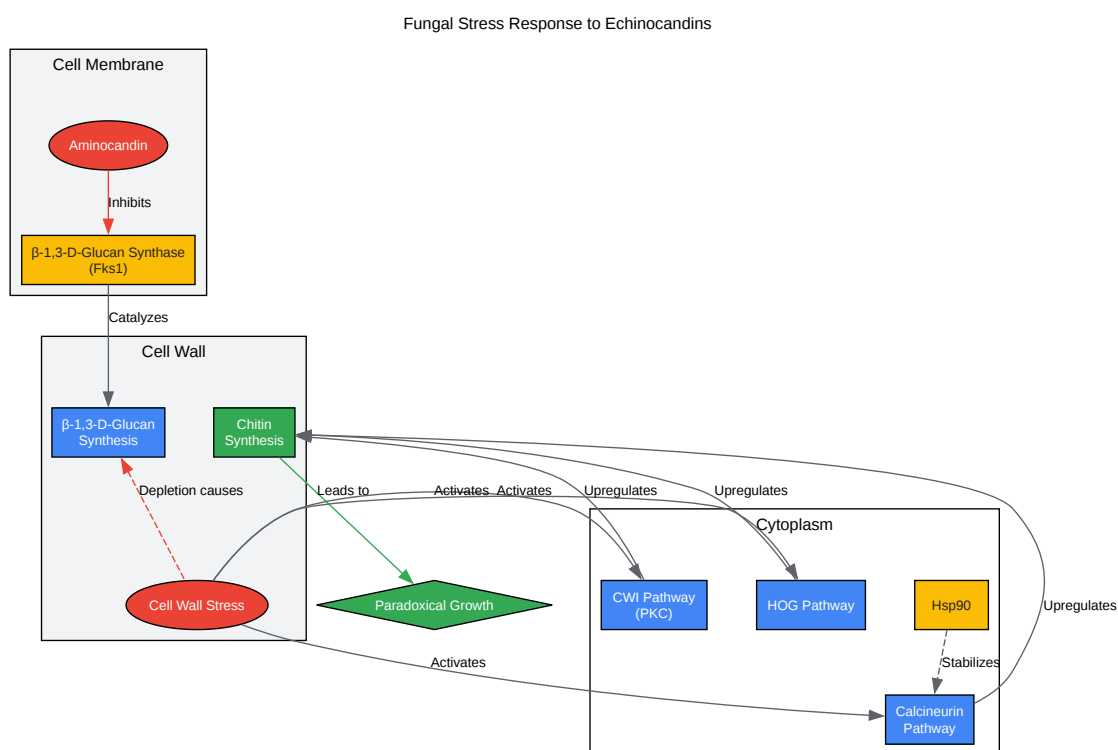 Fungal Stress Response to Echinocandins
Cell Membrane
Aminocandin
Inhibits
β-1,3-D-Glucan Synthase
(Fks1)
Catalyzes
Cell Wall
β-1,3-D-Glucan
Synthesis
Chitin
Synthesis
Depletion causes
Leads to
Activates
Activates
Upregulates
Upregulates
Cytoplasm
Cell Wall Stress
Paradoxical Growth
CWI Pathway
(PKC)
HOG Pathway
Hsp90
Upregulates
Activates
Stabilizes
Calcineurin
Pathway